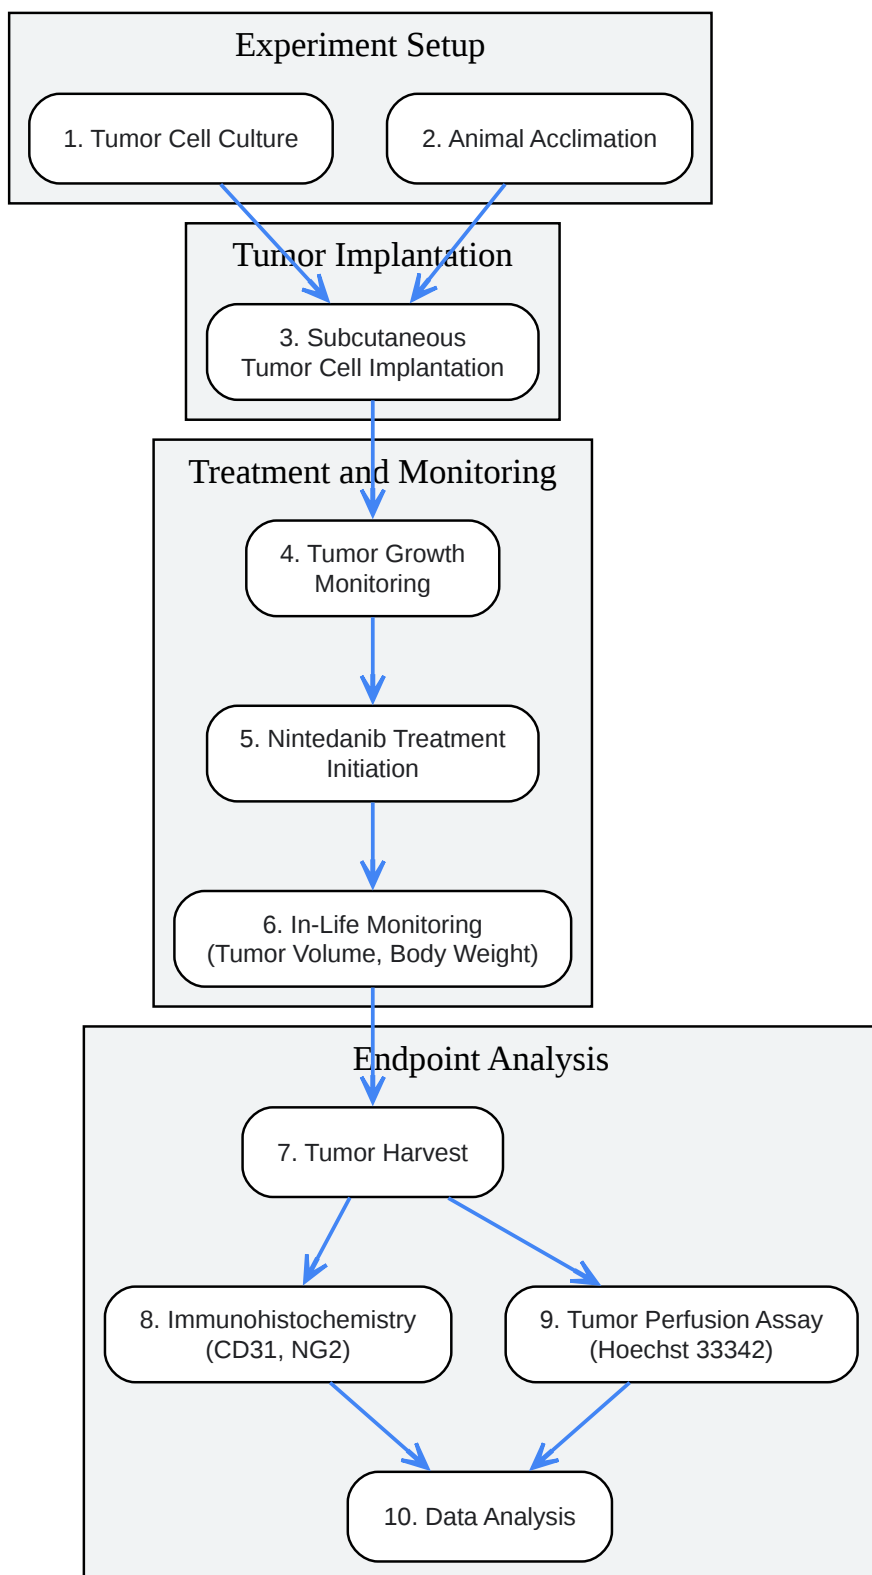 Experiment Setup
1. Tumor Cell Culture
2. Animal Acclimation
Tumor Implantation
3. Subcutaneous
Tumor Cell Implantation
Treatment and Monitoring
4. Tumor Growth
Monitoring
5. Nintedanib Treatment
Initiation
6. In-Life Monitoring
(Tumor Volume, Body Weight)
Endpoint Analysis
7. Tumor Harvest
8. Immunohistochemistry
(CD31, NG2)
9. Tumor Perfusion Assay
(Hoechst 33342)
10. Data Analysis